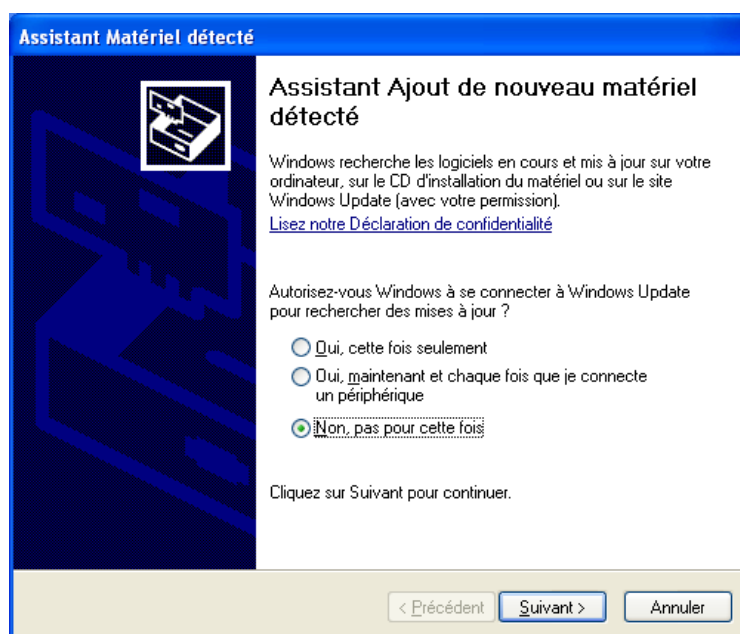 Assistant Matériel détecté
Assistant Ajout de nouveau matériel
détecté
Windows recherche les logiciels en cours et mis à jour sur votre
ordinateur, sur le CD d'installation du matériel ou sur le site
Windows Update (avec votre permission).
Lisez notre Déclaration de confidentialité
Autorisez-vous Windows à se connecter à Windows Update
pour rechercher des mises à jour ?
Oui, cette fois seulement
Oui, maintenant et chaque fois que je connecte
un périphérique
Non, pas pour cette fois
Cliquez sur Suivant pour continuer.
< Précédent Suivant > Annuler